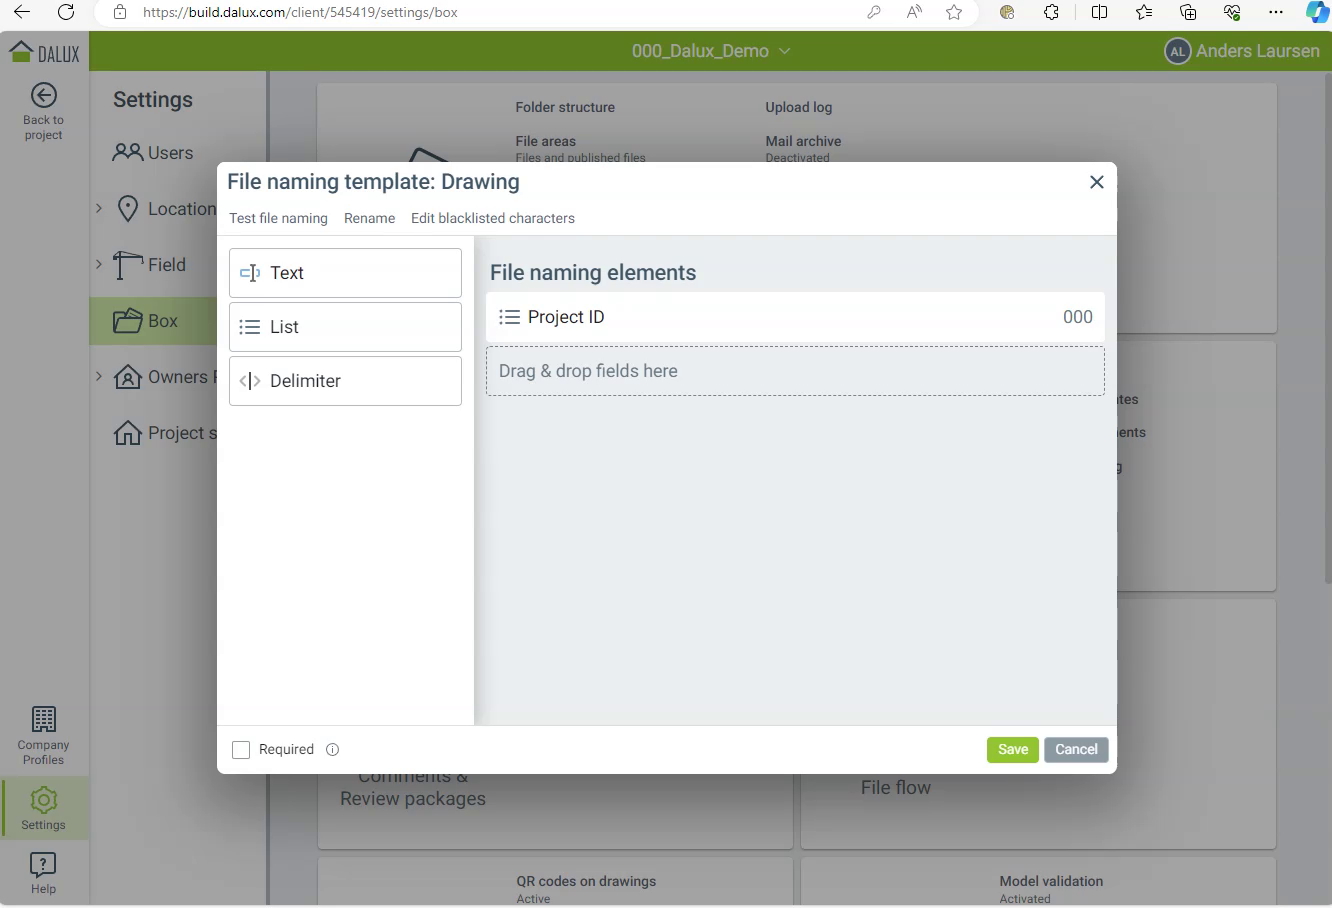 https://build.dalux.com/client/545419/settings/box
DALUX
000_Dalux_Demo
AL Anders Laursen
Back to
project
Settings
Users
Location
Field
Box
Owners
Project s
Company
Profiles
Settings
Help
Folder structure
Upload log
File areas
Mail archive
Files and published files
Deactivated
File naming template: Drawing
Test file naming
Rename
Edit blacklisted characters
Text
List
Delimiter
File naming elements
Project ID
000
Drag & drop fields here
Required
Save
Cancel
tes
ents
g
Comments &
Review packages
File flow
QR codes on drawings
Active
Model validation
Activated